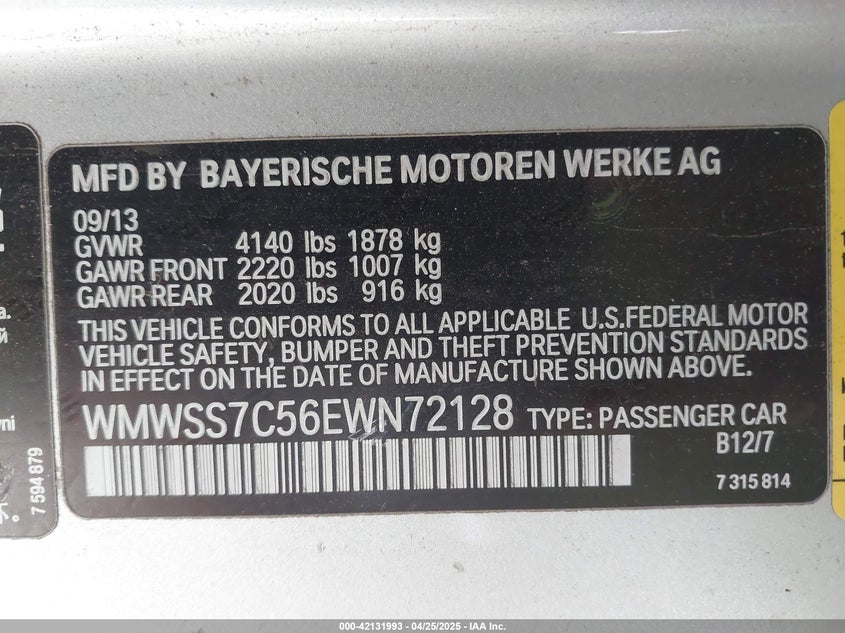 MFD BY BAYERISCHE MOTOREN WERKE AG
09/13
GVWR 4140 lbs 1878 kg
GAWR FRONT 2220 lbs 1007 kg
GAWR REAR 2020 lbs 916 kg
THIS VEHICLE CONFORMS TO ALL APPLICABLE U.S.FEDERAL MOTOR
VEHICLE SAFETY, BUMPER AND THEFT PREVENTION STANDARDS
IN EFFECT ON THE DATE OF MANUFACTURE SHOWN ABOVE.
WMWSS7C56EWN72128 TYPE: PASSENGER CAR
B12/7
7 315 814
7 594 879
000-42131993 - 04/25/2025 - IAA Inc.